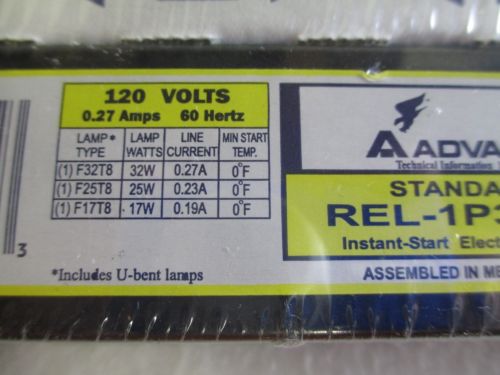 120 VOLTS
0.27 Amps 60 Hertz
LAMP* TYPE LAMP WATTS LINE CURRENT MIN START TEMP.
(1) F32T8 32W 0.27A 0°F
(1) F25T8 25W 0.23A 0°F
(1) F17T8 17W 0.19A 0°F
*Includes U-bent lamps
3
ADVA
Technical Information
STANDA
REL-1P3
Instant-Start Elect
ASSEMBLED IN ME